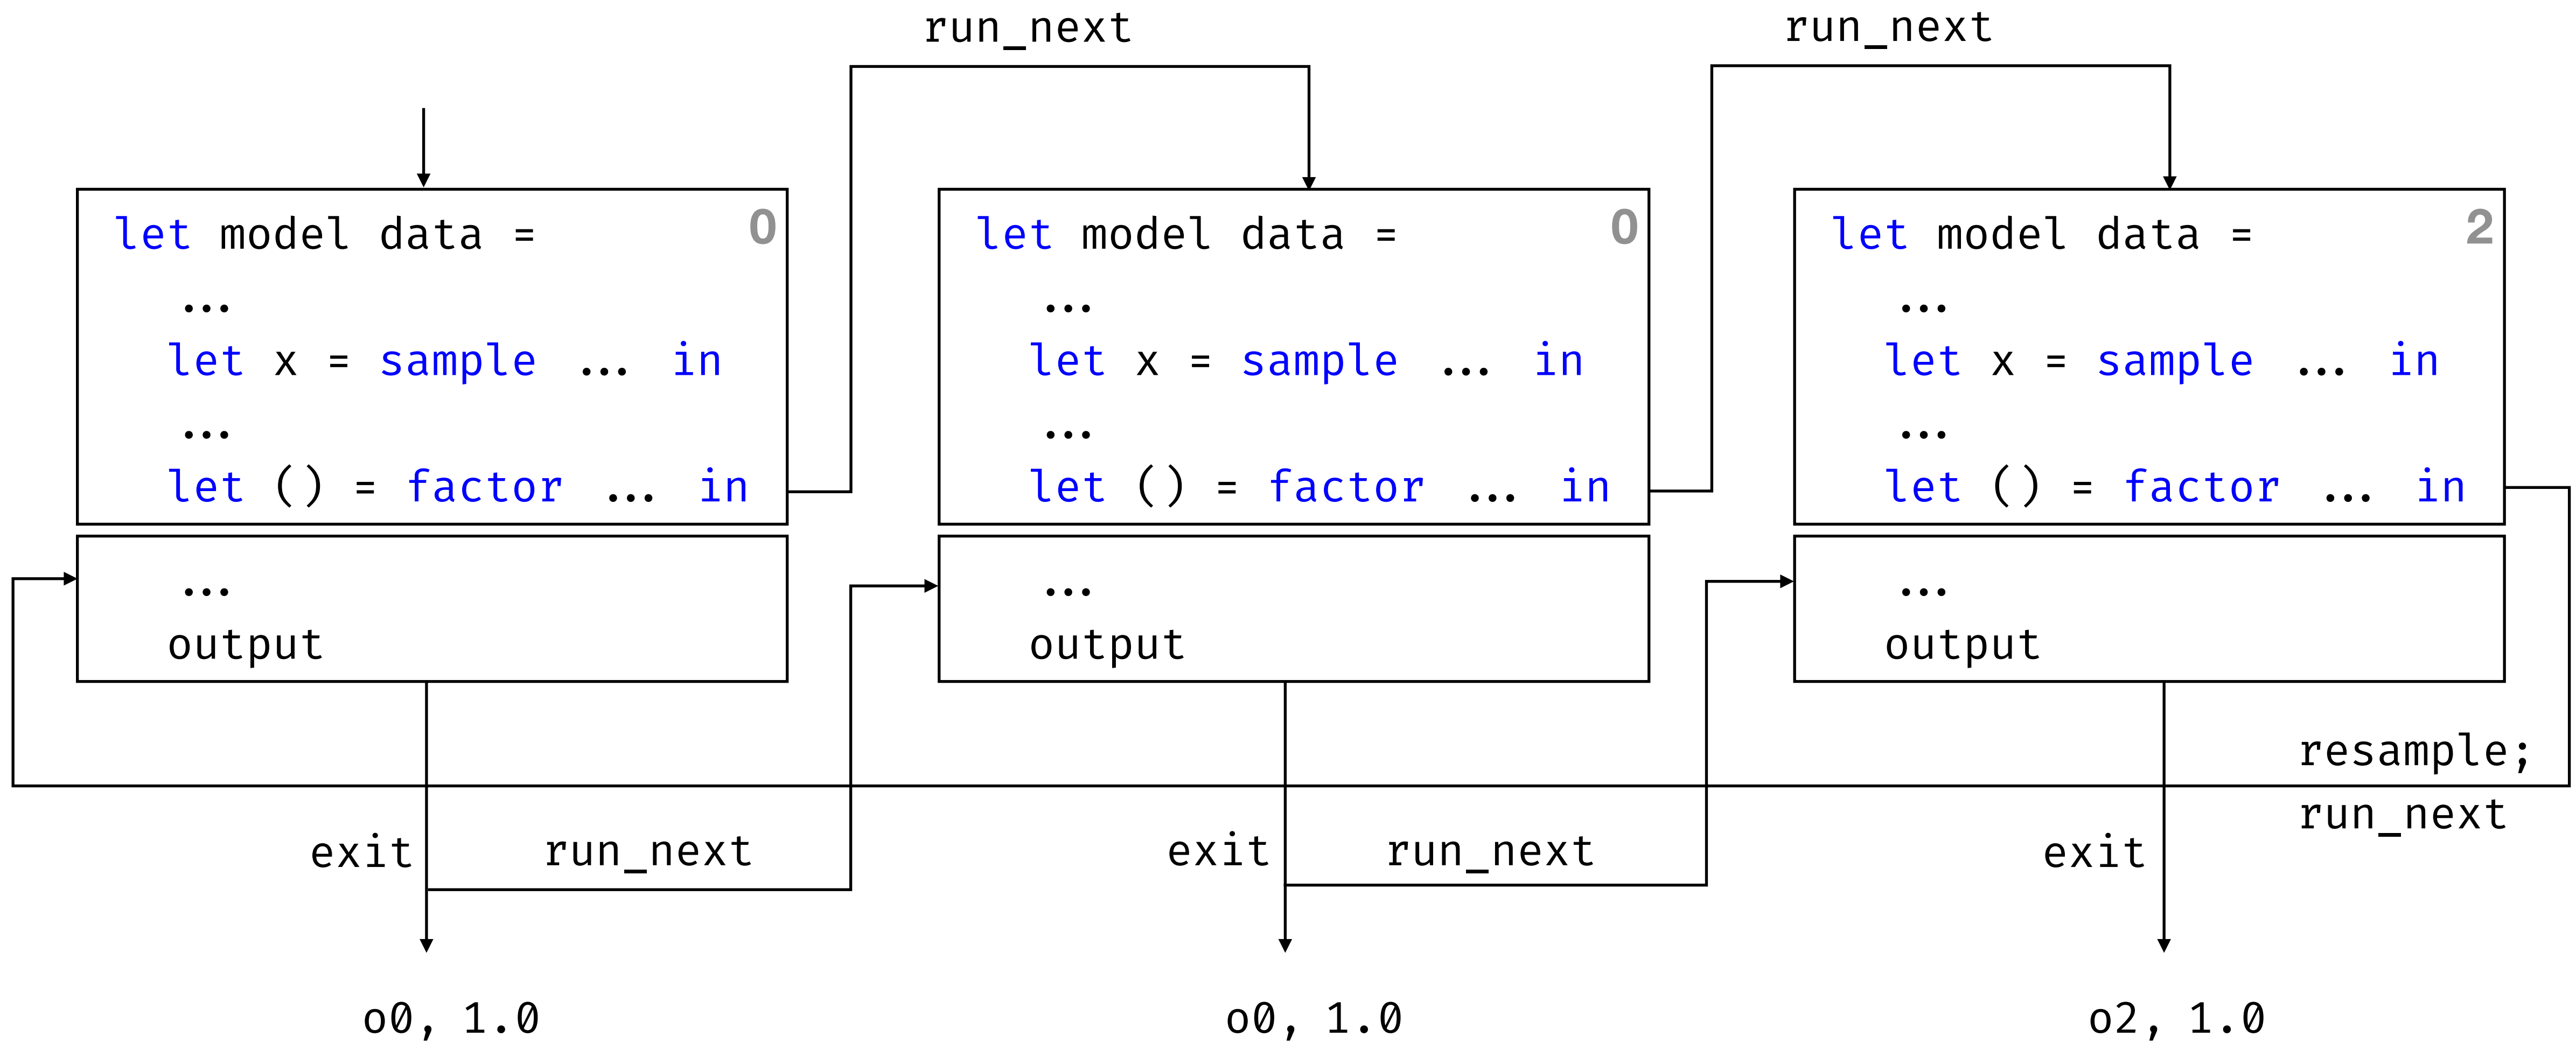 run_next
run_next
let model data =
0
...
let x = sample ... in
...
let () = factor ... in
...
output
let model data =
0
...
let x = sample ... in
...
let () = factor ... in
...
output
let model data =
2
...
let x = sample ... in
...
let () = factor ... in
...
output
resample;
run_next
exit
run_next
exit
run_next
exit
o0, 1.0
o0, 1.0
o2, 1.0